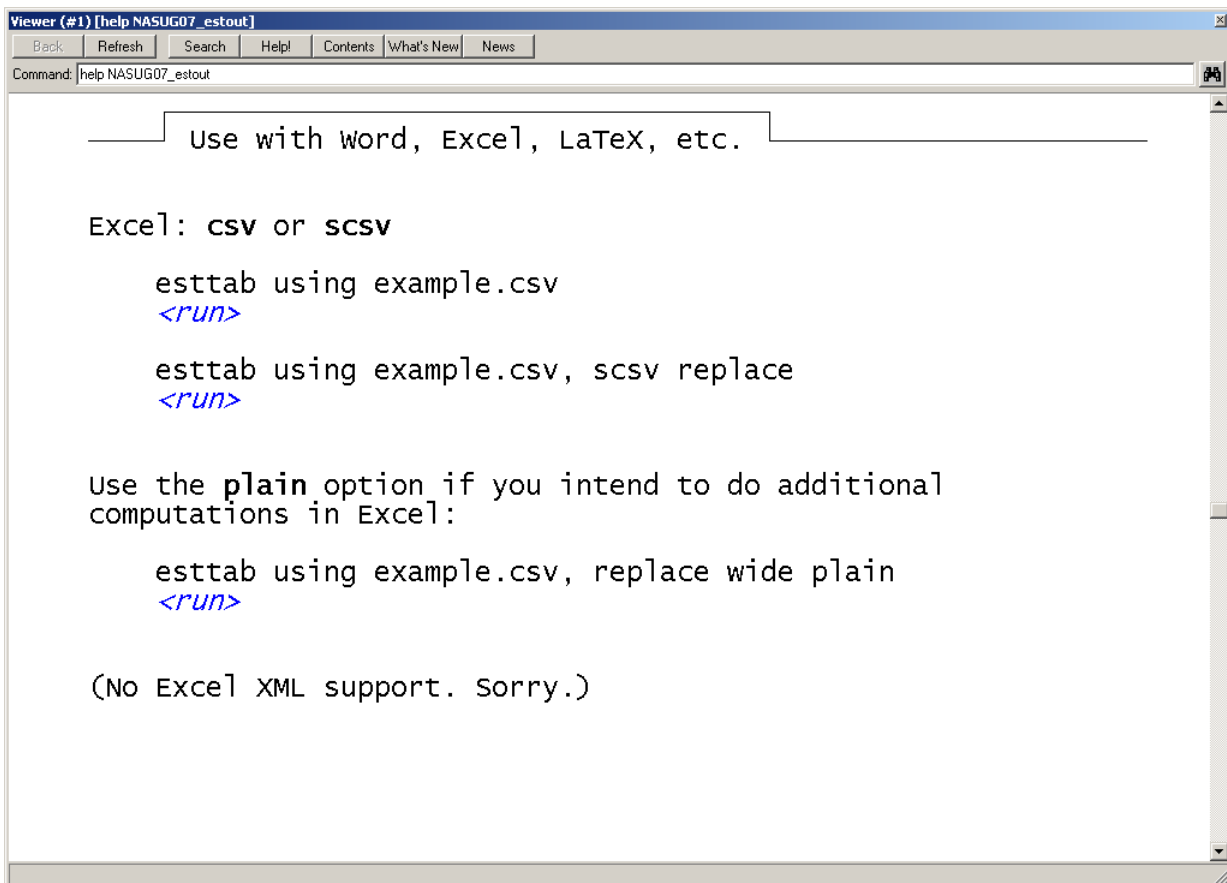 Viewer (#1) [help NASUG07_estout]
Back Refresh Search Help! Contents What's New News
Command: help NASUG07_estout
Use with Word, Excel, LaTeX, etc.
Excel: csv or scsv
esttab using example.csv
<run>
esttab using example.csv, scsv replace
<run>
Use the plain option if you intend to do additional
computations in Excel:
esttab using example.csv, replace wide plain
<run>
(No Excel XML support. Sorry.)